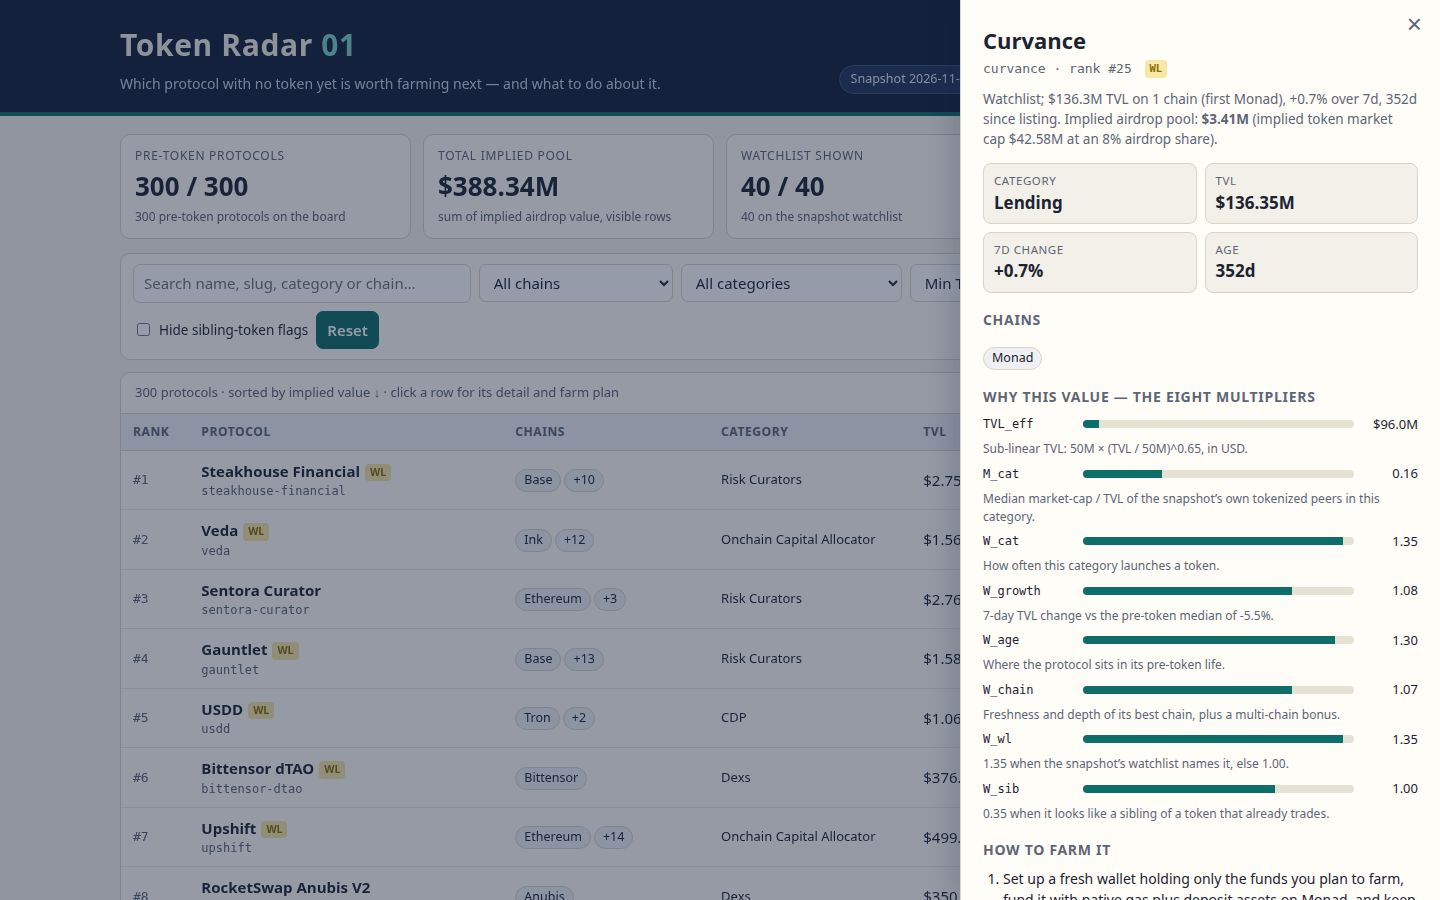 Token Radar 01
Which protocol with no token yet is worth farming next — and what to do about it.
Snapshot 2026-11-
PRE-TOKEN PROTOCOLS
300 / 300
300 pre-token protocols on the board
TOTAL IMPLIED POOL
$388.34M
sum of implied airdrop value, visible rows
WATCHLIST SHOWN
40 / 40
40 on the snapshot watchlist
Search name, slug, category or chain…
All chains
All categories
Min T
Hide sibling-token flags
Reset
300 protocols · sorted by implied value ↓ · click a row for its detail and farm plan
RANK PROTOCOL CHAINS CATEGORY TVL
#1 Steakhouse Financial WL Base +10 Risk Curators $2.75
steakhouse-financial
#2 Veda WL Ink +12 Onchain Capital Allocator $1.56
veda
#3 Sentora Curator Ethereum +3 Risk Curators $2.76
sentora-curator
#4 Gauntlet WL Base +13 Risk Curators $1.58
gauntlet
#5 USDD WL Tron +2 CDP $1.06
usdd
#6 Bittensor dTAO WL Bittensor Dexs $376.
bittensor-dtao
#7 Upshift WL Ethereum +14 Onchain Capital Allocator $499.
upshift
#8 RocketSwap Anubis V2 Anubis Dexs $350
✕
Curvance
curvance · rank #25 WL
Watchlist; $136.3M TVL on 1 chain (first Monad), +0.7% over 7d, 352d
since listing. Implied airdrop pool: $3.41M (implied token market
cap $42.58M at an 8% airdrop share).
CATEGORY
Lending
TVL
$136.35M
7D CHANGE
+0.7%
AGE
352d
CHAINS
Monad
WHY THIS VALUE — THE EIGHT MULTIPLIERS
TVL_eff $96.0M
Sub-linear TVL: 50M × (TVL / 50M)^0.65, in USD.
M_cat 0.16
Median market-cap / TVL of the snapshot’s own tokenized peers in this
category.
W_cat 1.35
How often this category launches a token.
W_growth 1.08
7-day TVL change vs the pre-token median of -5.5%.
W_age 1.30
Where the protocol sits in its pre-token life.
W_chain 1.07
Freshness and depth of its best chain, plus a multi-chain bonus.
W_wl 1.35
1.35 when the snapshot’s watchlist names it, else 1.00.
W_sib 1.00
0.35 when it looks like a sibling of a token that already trades.
HOW TO FARM IT
1. Set up a fresh wallet holding only the funds you plan to farm,
fund it with native gas plus deposit assets on Monad, and keep